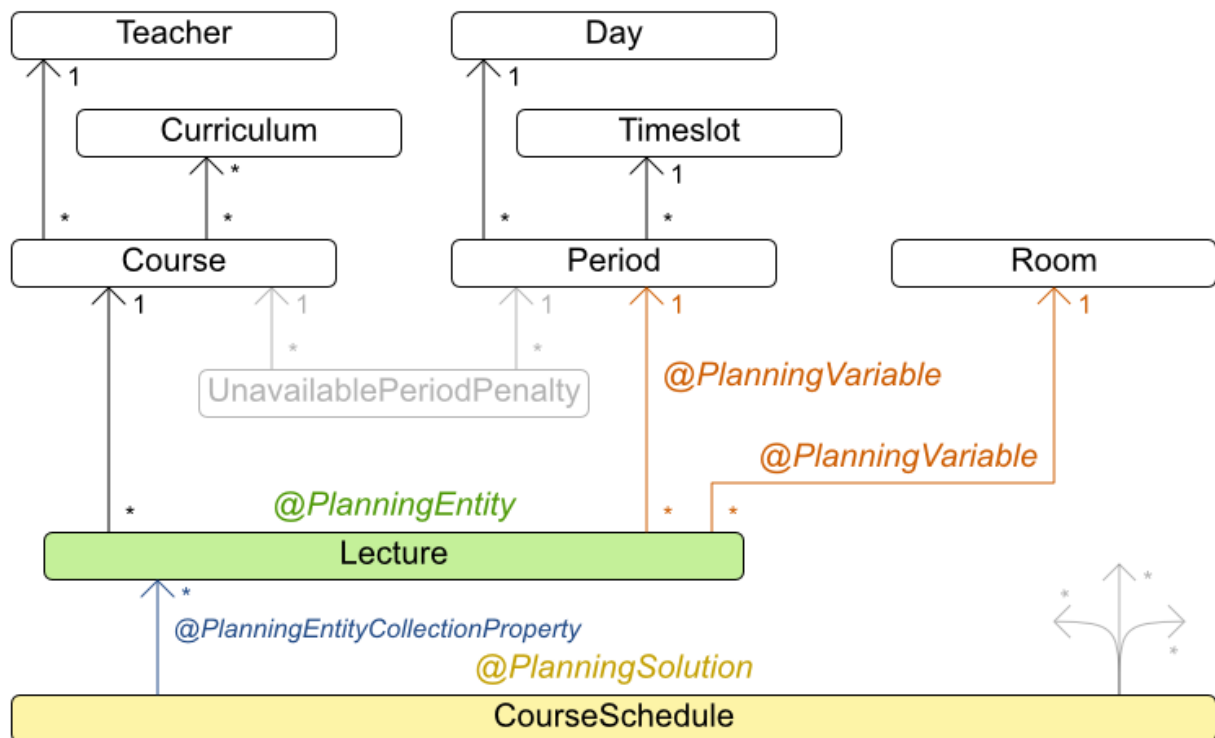 Teacher
Day
1
1
Curriculum
Timeslot
*
1
*
*
*
*
Course
Period
Room
1
1
1
1
1
*
*
UnavailablePeriodPenalty
@PlanningVariable
@PlanningVariable
@PlanningEntity
*
*
*
Lecture
*
*
*
@PlanningEntityCollectionProperty
*
@PlanningSolution
CourseSchedule